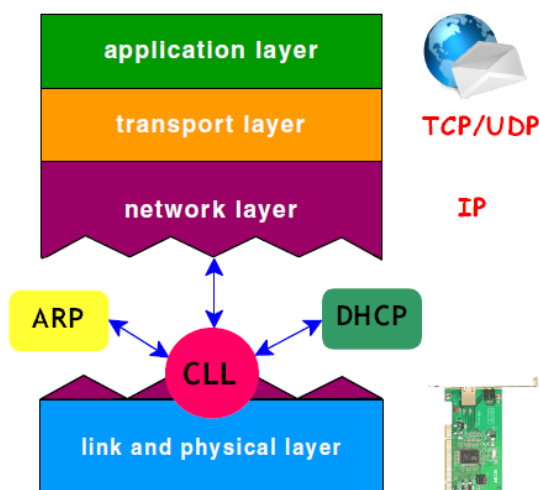 application layer
transport layer
TCP/UDP
network layer
IP
ARP
DHCP
CLL
link and physical layer